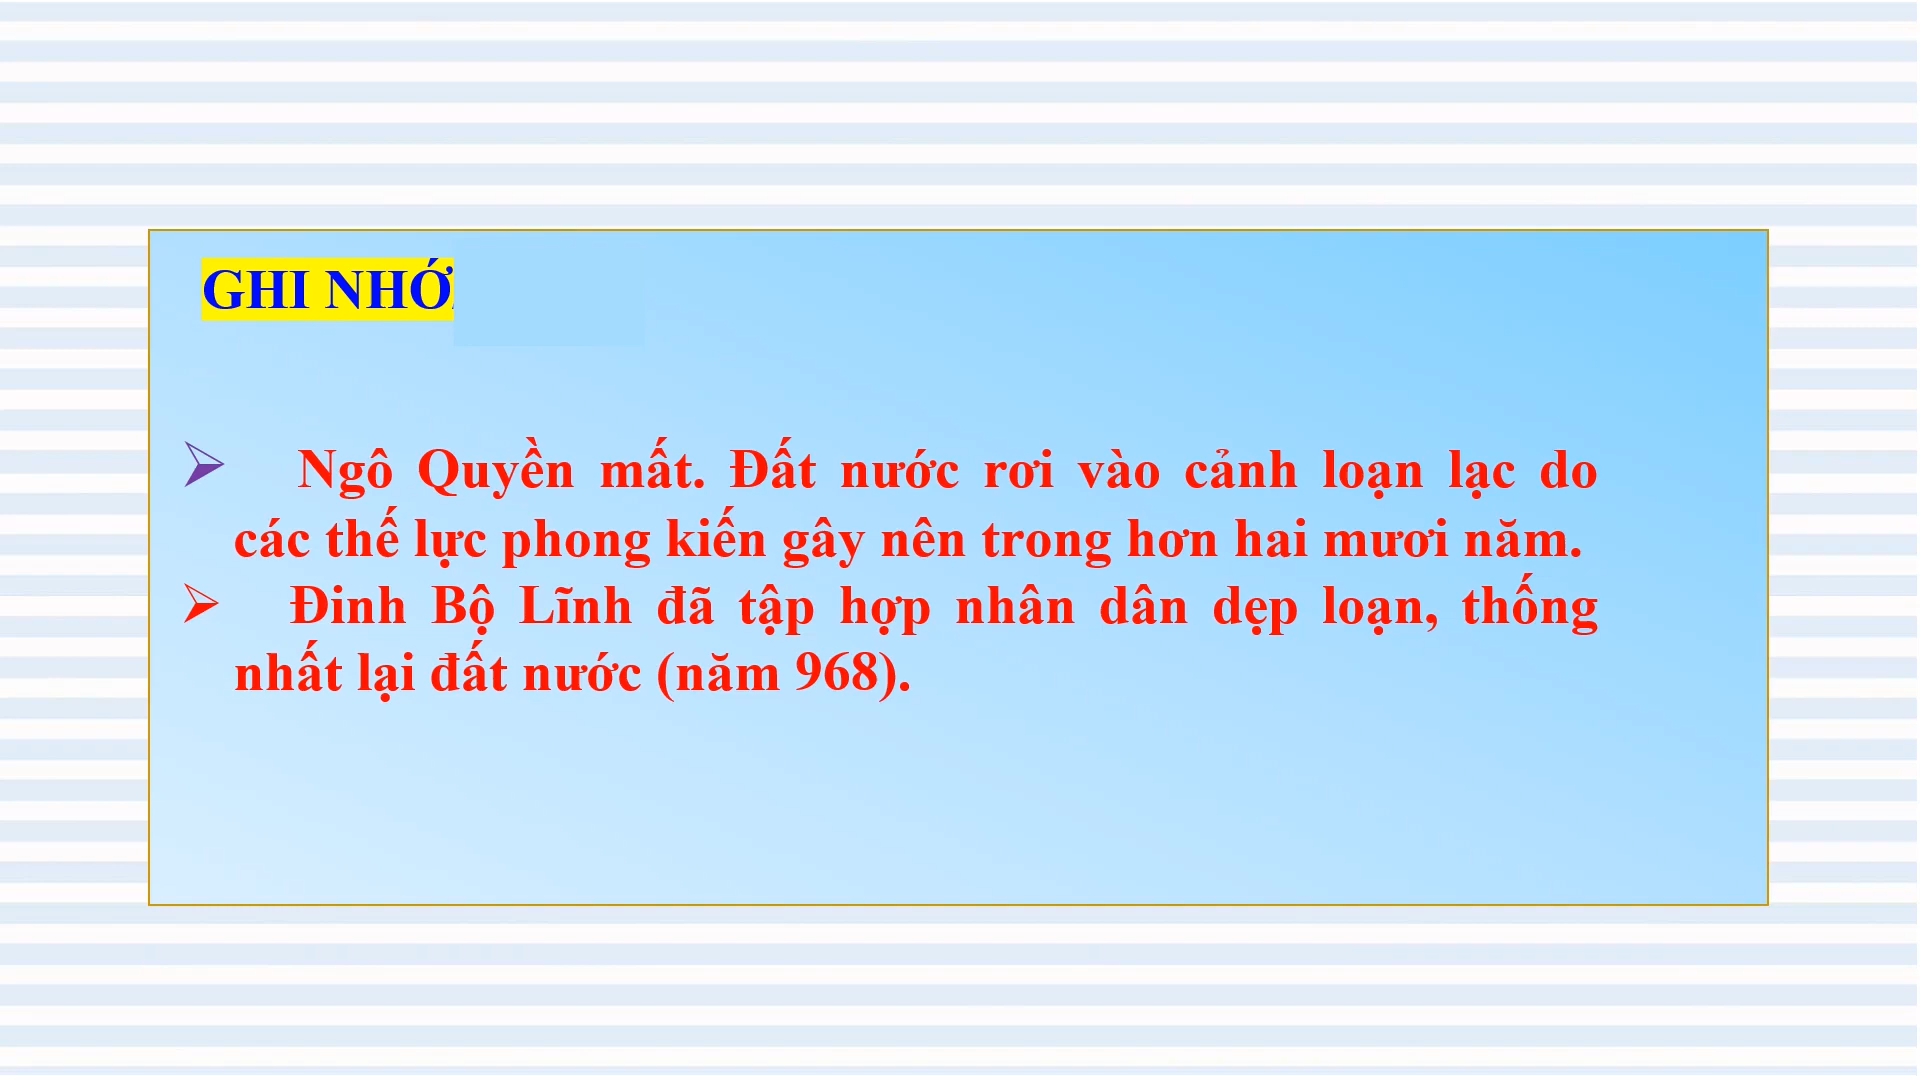 GHI NHỚ
Ngô Quyền mất. Đất nước rơi vào cảnh loạn lạc do
các thế lực phong kiến gây nên trong hơn hai mươi năm.
Đinh Bộ Lĩnh đã tập hợp nhân dân dẹp loạn, thống
nhất lại đất nước (năm 968).